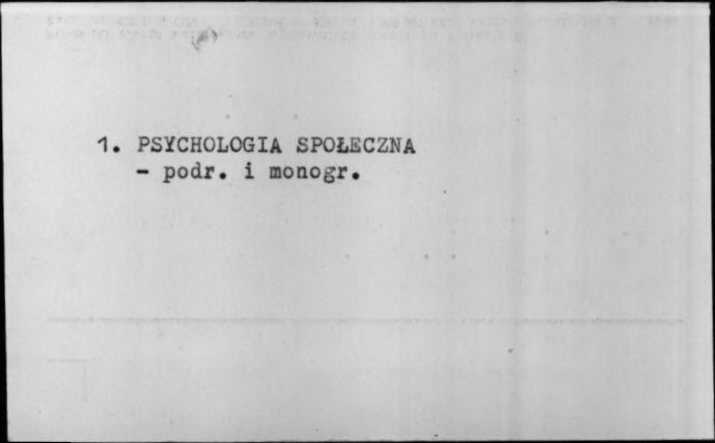 1. PSYCHOLOGIA SPOŁECZNA
- podr. i monogr.